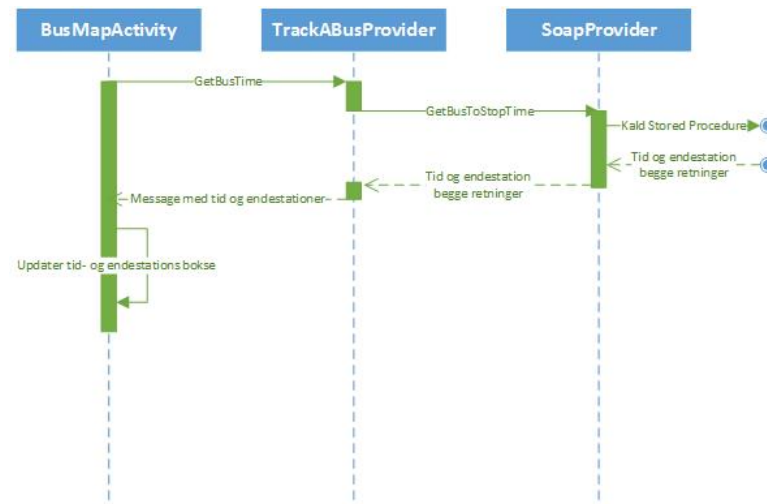 BusMapActivity
TrackABusProvider
SoapProvider
GetBusTime
GetBusToStopTime
Kald Stored Procedure
Tid og endestation
begge retninger
Tid og endestation
begge retninger
Message med tid og endestationer
Updater tid- og endestations bokse